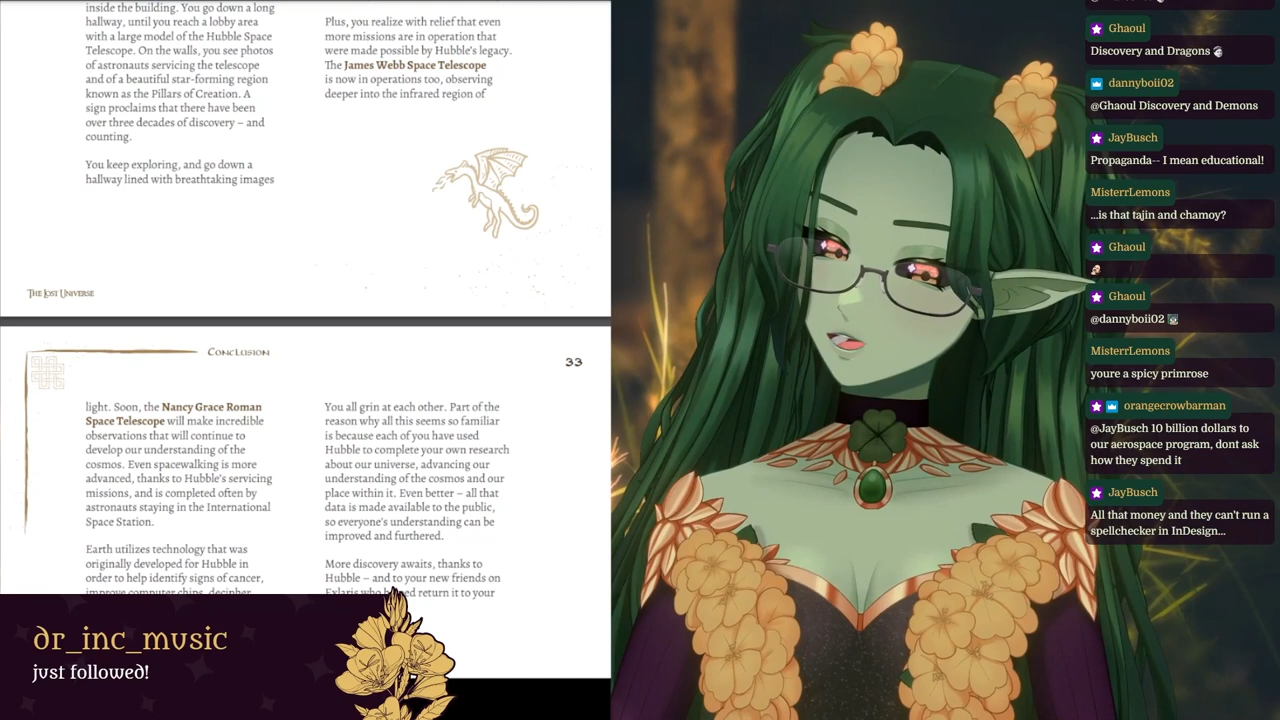 inside the building. You go down a long
hallway, until you reach a lobby area
with a large model of the Hubble Space
Telescope. On the walls, you see photos
of astronauts servicing the telescope
and of a beautiful star-forming region
known as the Pillars of Creation. A
sign proclaims that there have been
over three decades of discovery – and
counting.
You keep exploring, and go down a
hallway lined with breathtaking images
Plus, you realize with relief that even
more missions are in operation that
were made possible by Hubble's legacy.
The James Webb Space Telescope
is now in operations too, observing
deeper into the infrared region of
The Lost Universe
Conclusion
33
light. Soon, the Nancy Grace Roman
Space Telescope will make incredible
observations that will continue to
develop our understanding of the
cosmos. Even spacewalking is more
advanced, thanks to Hubble's servicing
missions, and is completed often by
astronauts staying in the International
Space Station.
Earth utilizes technology that was
originally developed for Hubble in
order to help identify signs of cancer,
improve computer chips, decipher
You all grin at each other. Part of the
reason why all this seems so familiar
is because each of you have used
Hubble to complete your own research
about our universe, advancing our
understanding of the cosmos and our
place within it. Even better – all that
data is made available to the public,
so everyone's understanding can be
improved and furthered.
More discovery awaits, thanks to
Hubble – and to your new friends on
Exlaris who return it to your
dr_inc_music
just followed!
Ghaoul
Discovery and Dragons
dannyboii02
@Ghaoul Discovery and Demons
JayBusch
Propaganda-- I mean educational!
MisterrLemons
...is that tajin and chamoy?
Ghaoul
Ghaoul
@dannyboii02
MisterrLemons
youre a spicy primrose
orangecrowbarman
@JayBusch 10 billion dollars to
our aerospace program, dont ask
how they spend it
JayBusch
All that money and they can't run a
spellchecker in InDesign...